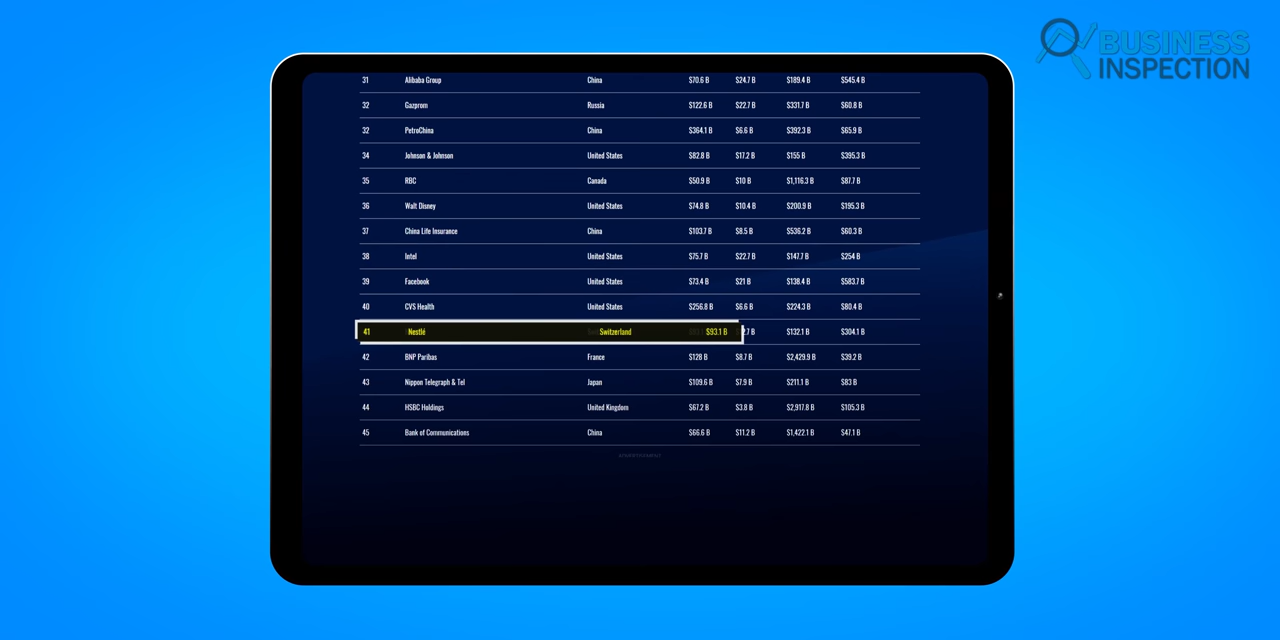 BUSINESS
INSPECTION
31 Alibaba Group China $70.6 B $24.7 B $189.4 B $545.4 B
32 Gazprom Russia $122.6 B $22.7 B $331.7 B $60.8 B
32 PetroChina China $364.1 B $6.6 B $392.3 B $65.9 B
34 Johnson & Johnson United States $82.8 B $17.2 B $155 B $395.3 B
35 RBC Canada $50.9 B $10 B $1,116.3 B $87.7 B
36 Walt Disney United States $74.8 B $10.4 B $200.9 B $195.3 B
37 China Life Insurance China $103.7 B $8.5 B $536.2 B $60.3 B
38 Intel United States $75.7 B $22.7 B $147.7 B $254 B
39 Facebook United States $73.4 B $21 B $138.4 B $583.7 B
40 CVS Health United States $256.8 B $6.6 B $224.3 B $80.4 B
41 Nestlé Switzerland $93.1 B $132.1 B $304.1 B
42 BNP Paribas France $128 B $8.7 B $2,429.9 B $39.2 B
43 Nippon Telegraph & Tel Japan $109.6 B $7.9 B $211.1 B $83 B
44 HSBC Holdings United Kingdom $67.2 B $3.8 B $2,917.8 B $105.3 B
45 Bank of Communications China $66.6 B $11.2 B $1,422.1 B $47.1 B